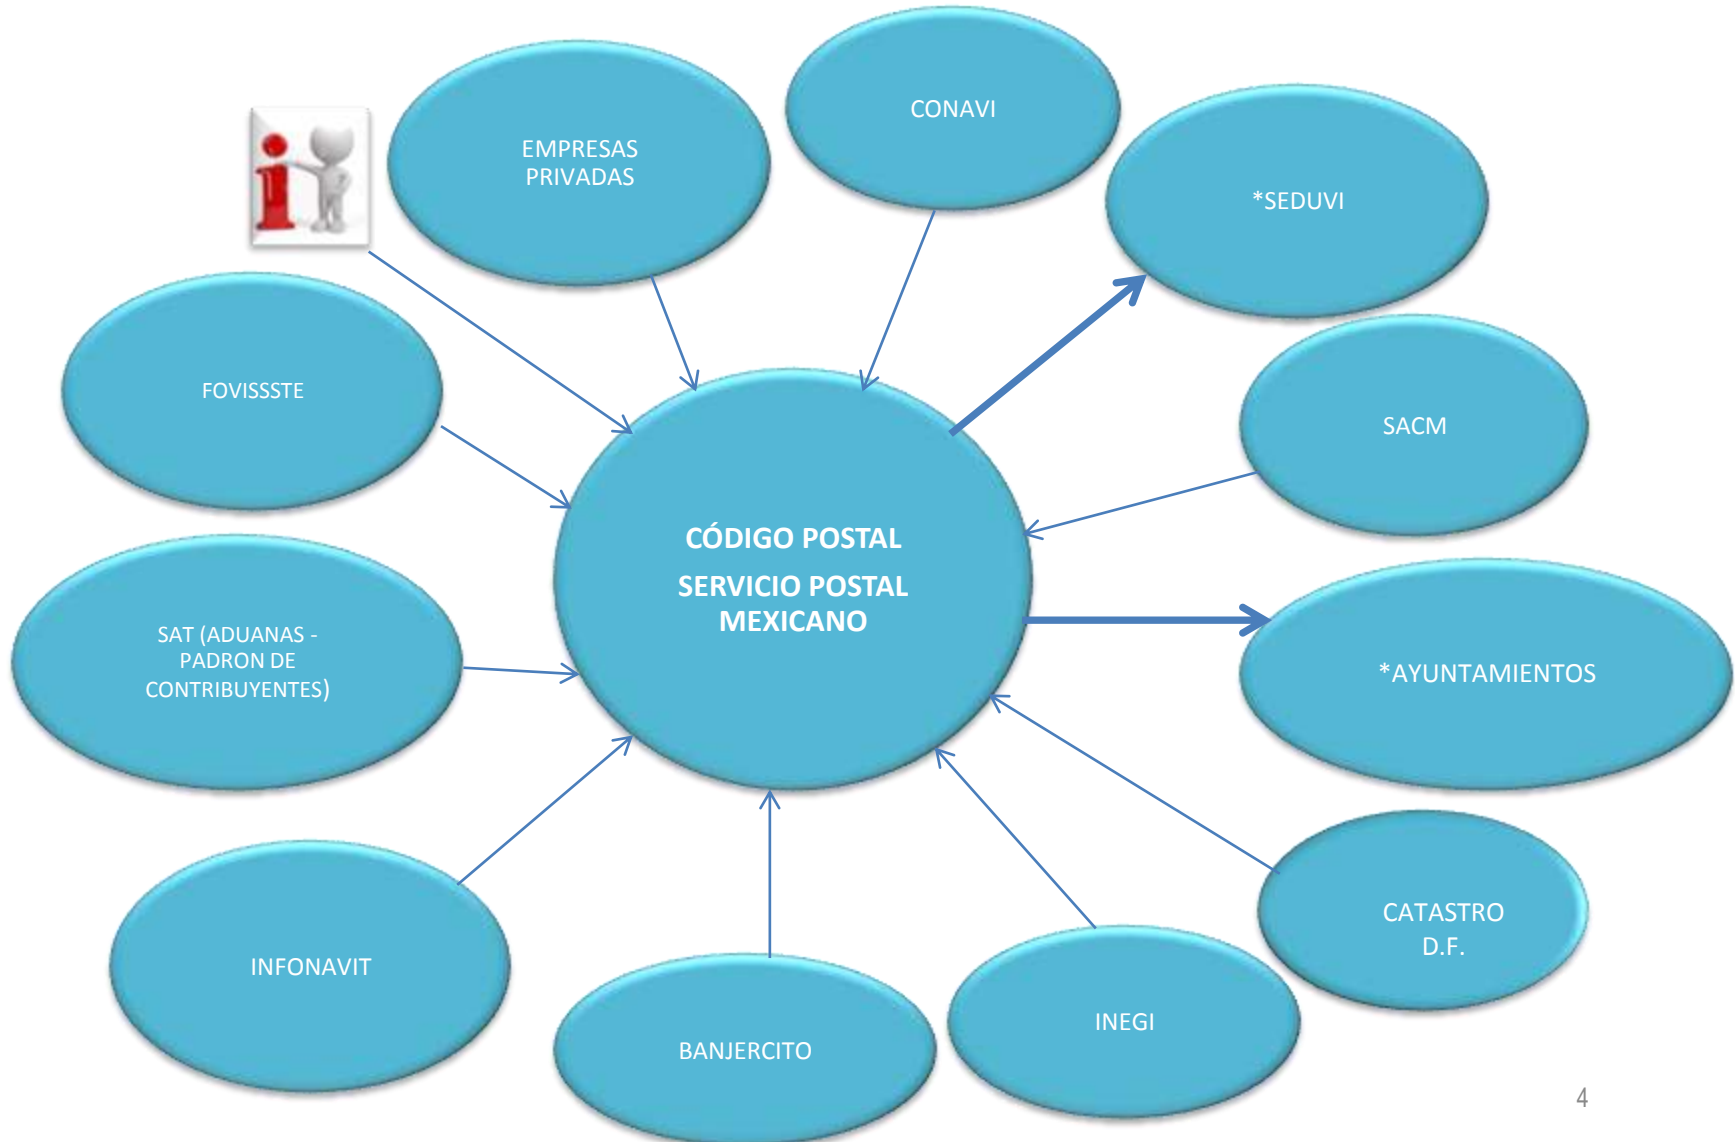 CONAVI
EMPRESAS
PRIVADAS
*SEDUVI
i
FOVISSSTE
SACM
CÓDIGO POSTAL
SERVICIO POSTAL
MEXICANO
SAT (ADUANAS -
PADRON DE
CONTRIBUYENTES)
*AYUNTAMIENTOS
CATASTRO
D.F.
INFONAVIT
INEGI
BANJERCITO
4